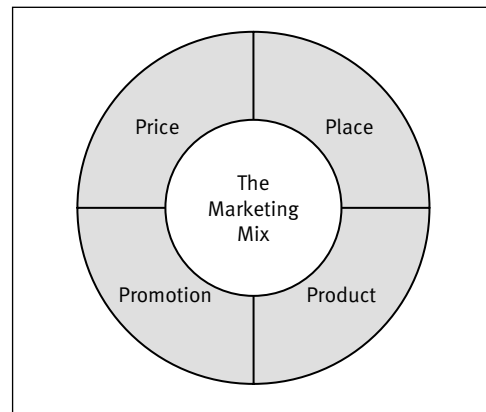 Price
Place
The
Marketing
Mix
Promotion
Product